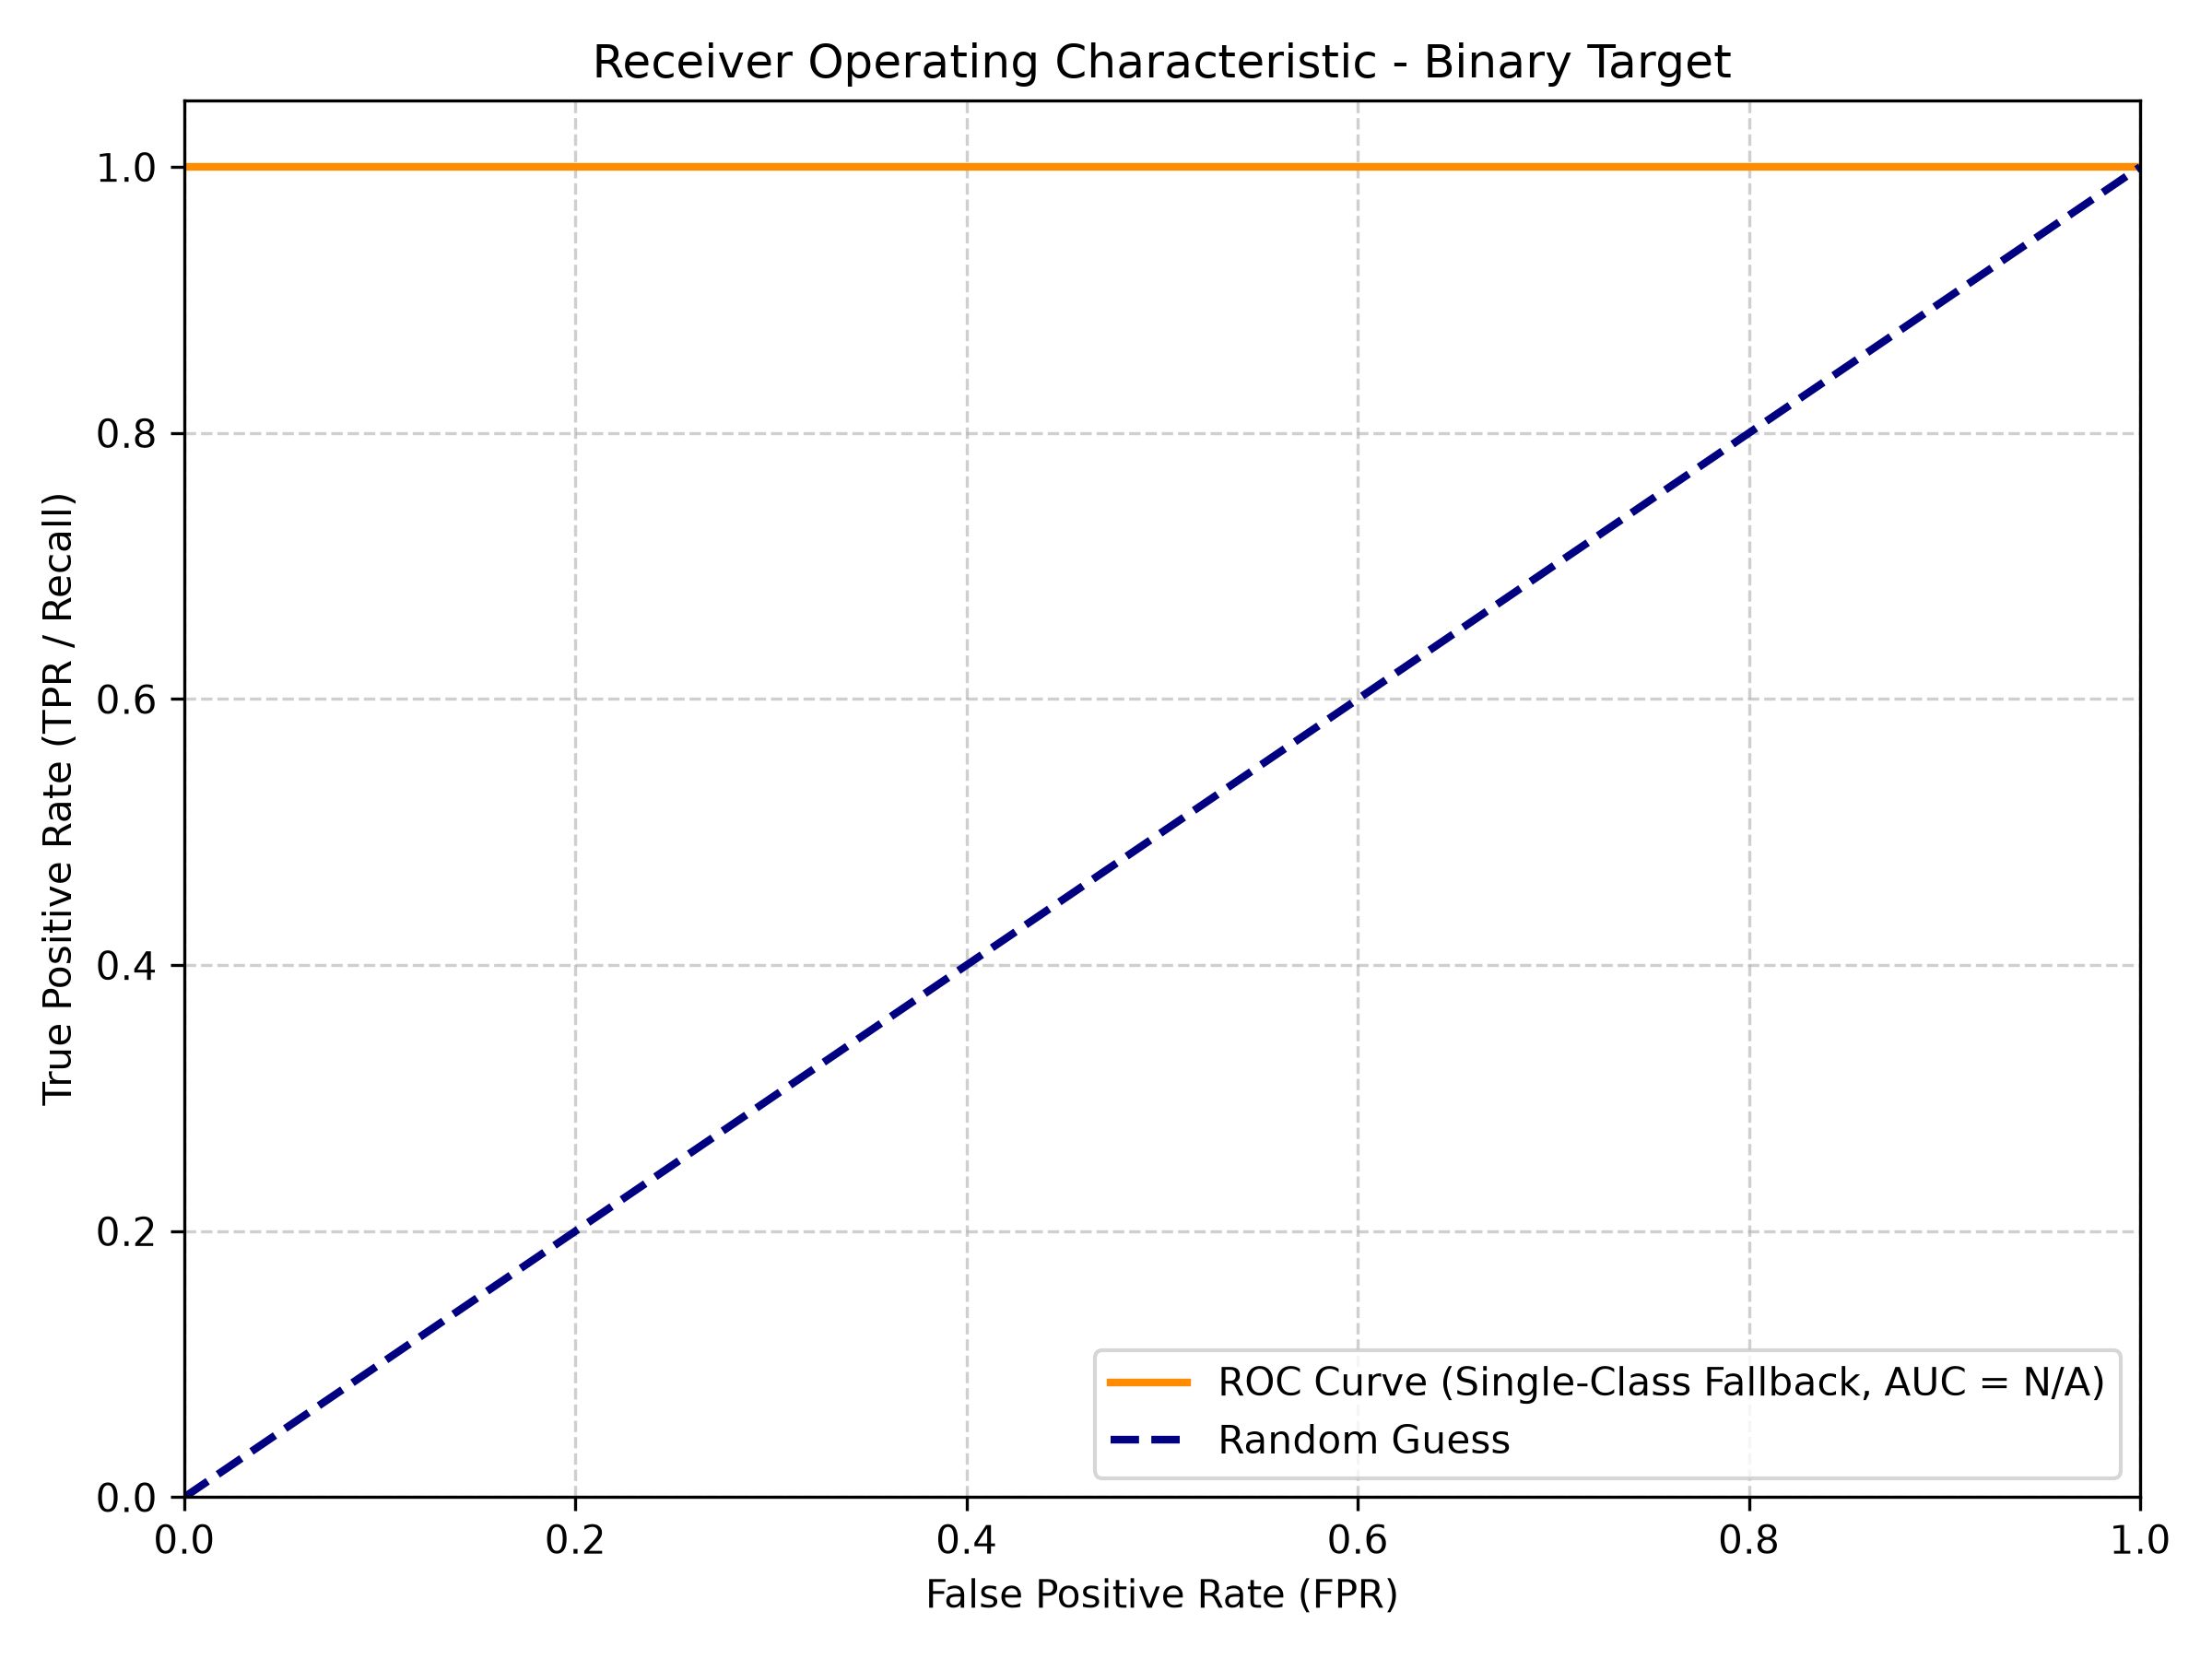 Receiver Operating Characteristic - Binary Target
True Positive Rate (TPR / Recall)
1.0
0.8
0.6
0.4
0.2
0.0
ROC Curve (Single-Class Fallback, AUC = N/A)
Random Guess
0.0 0.2 0.4 0.6 0.8 1.0
False Positive Rate (FPR)